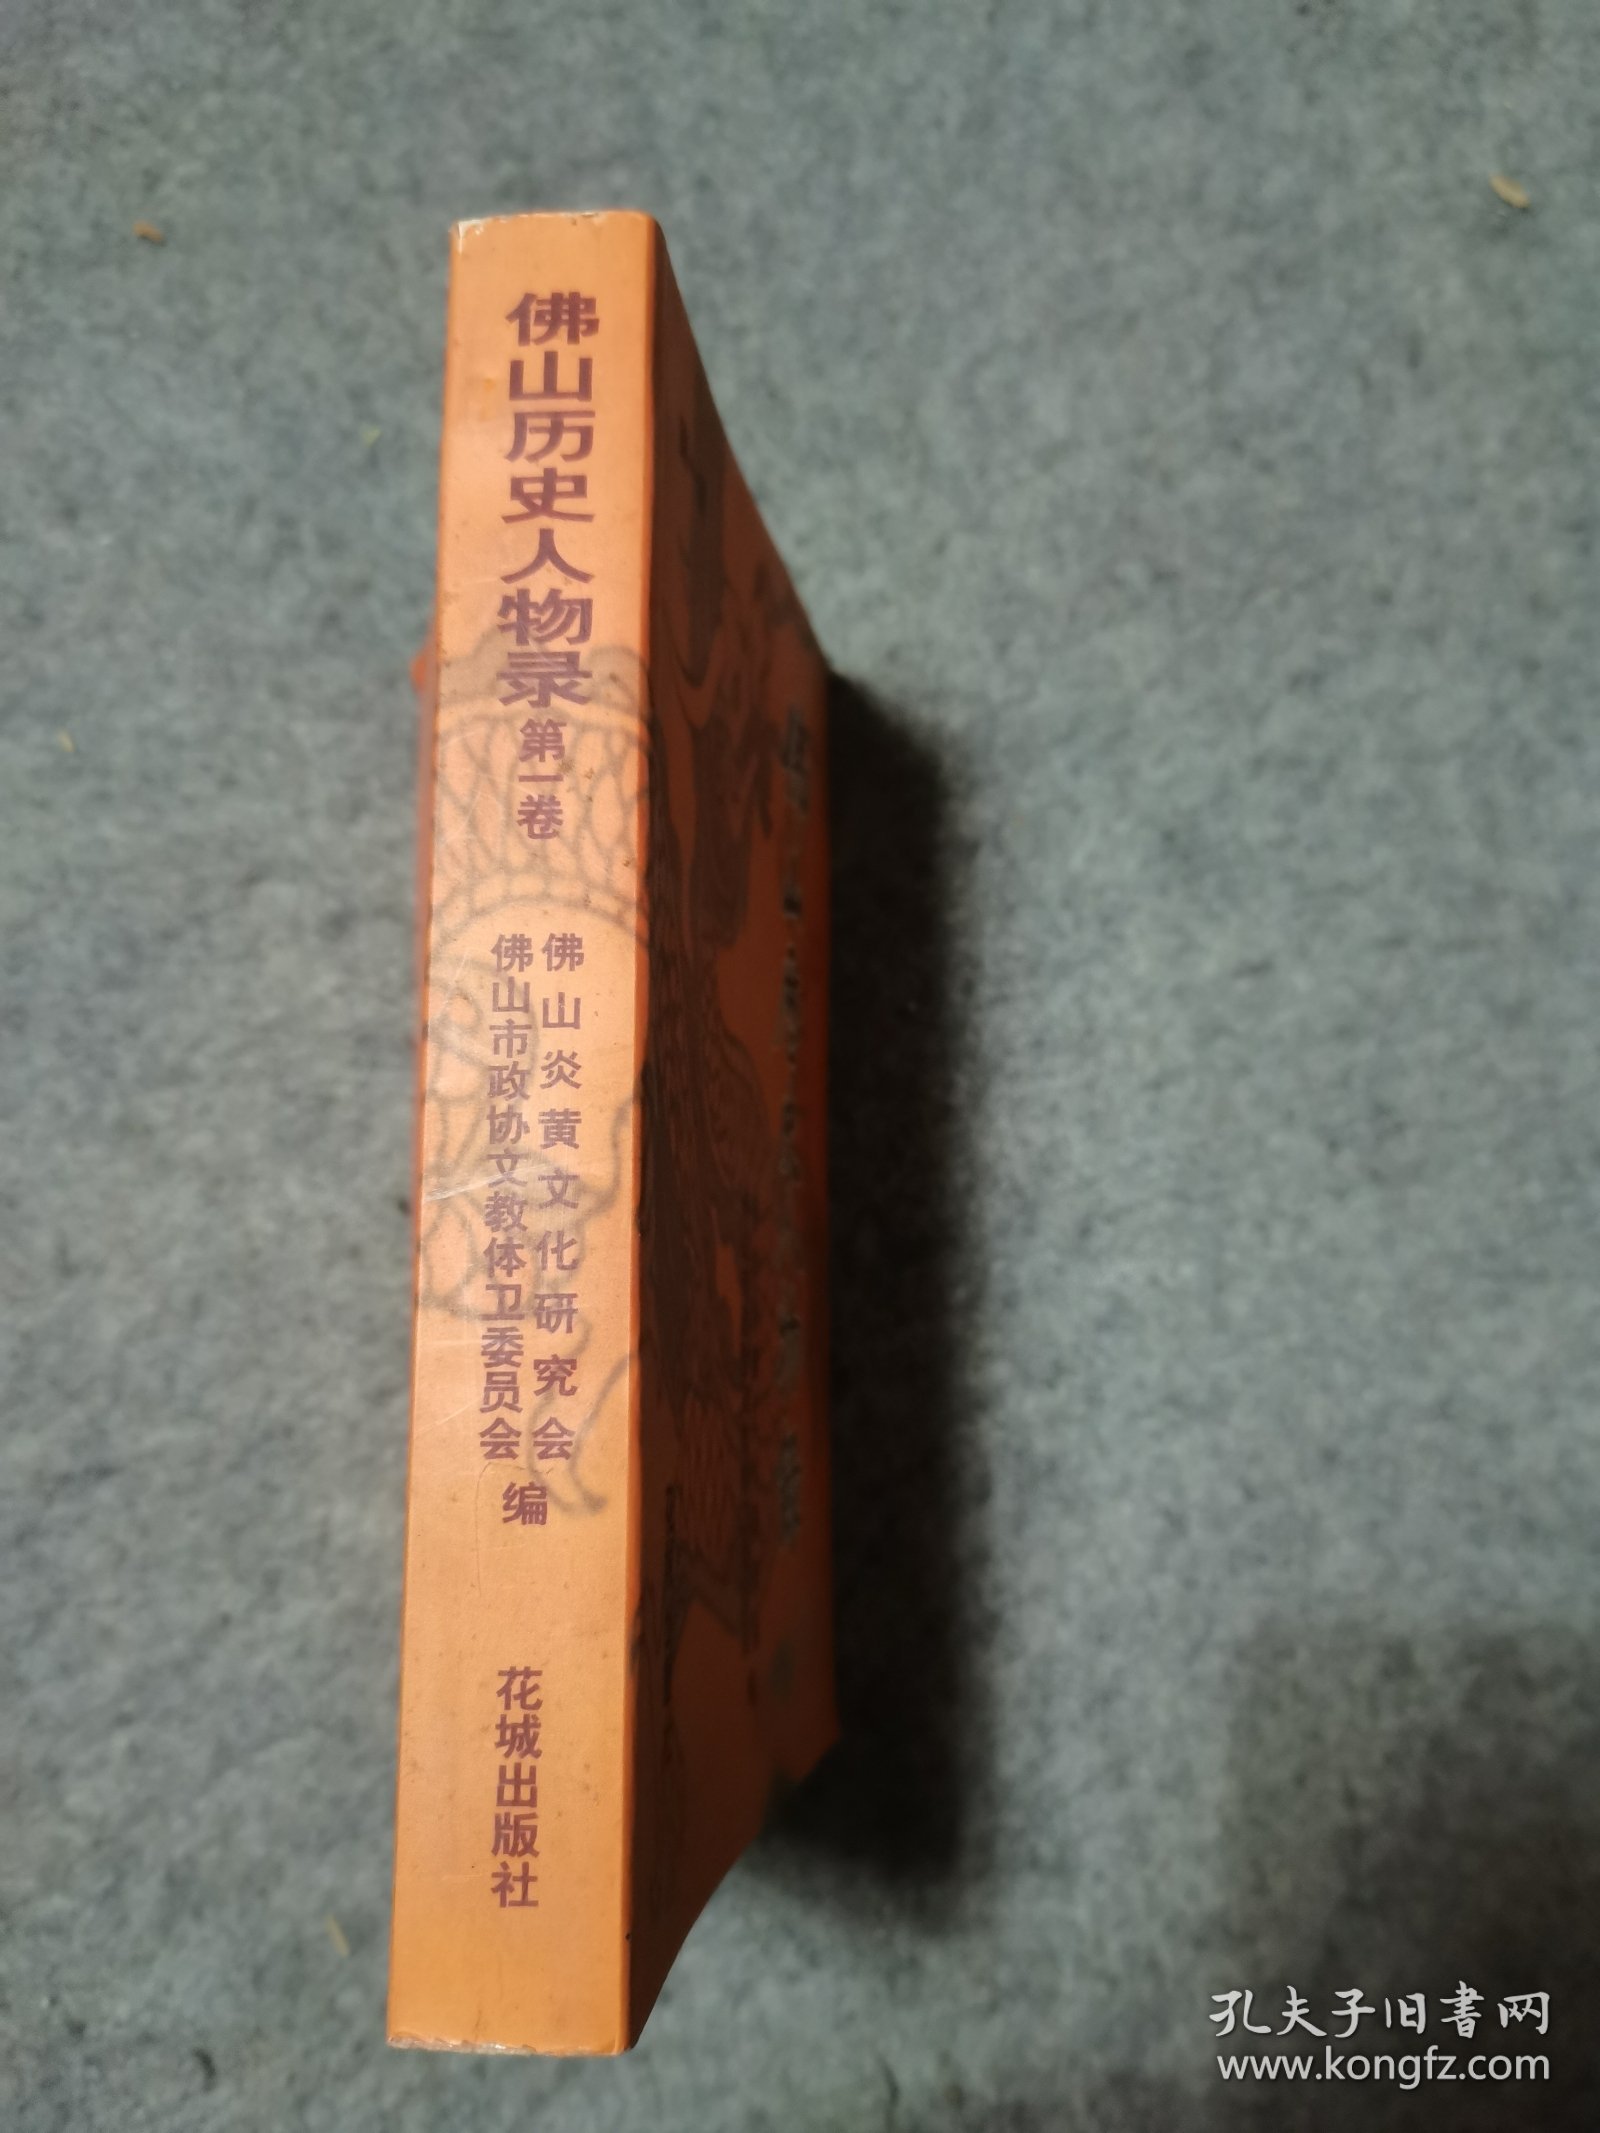 佛山历史人物录
第一卷
佛山炎黄文化研究会
佛山市政协文教体卫委员会
编
花城出版社
孔夫子旧书网
www.kongfz.com